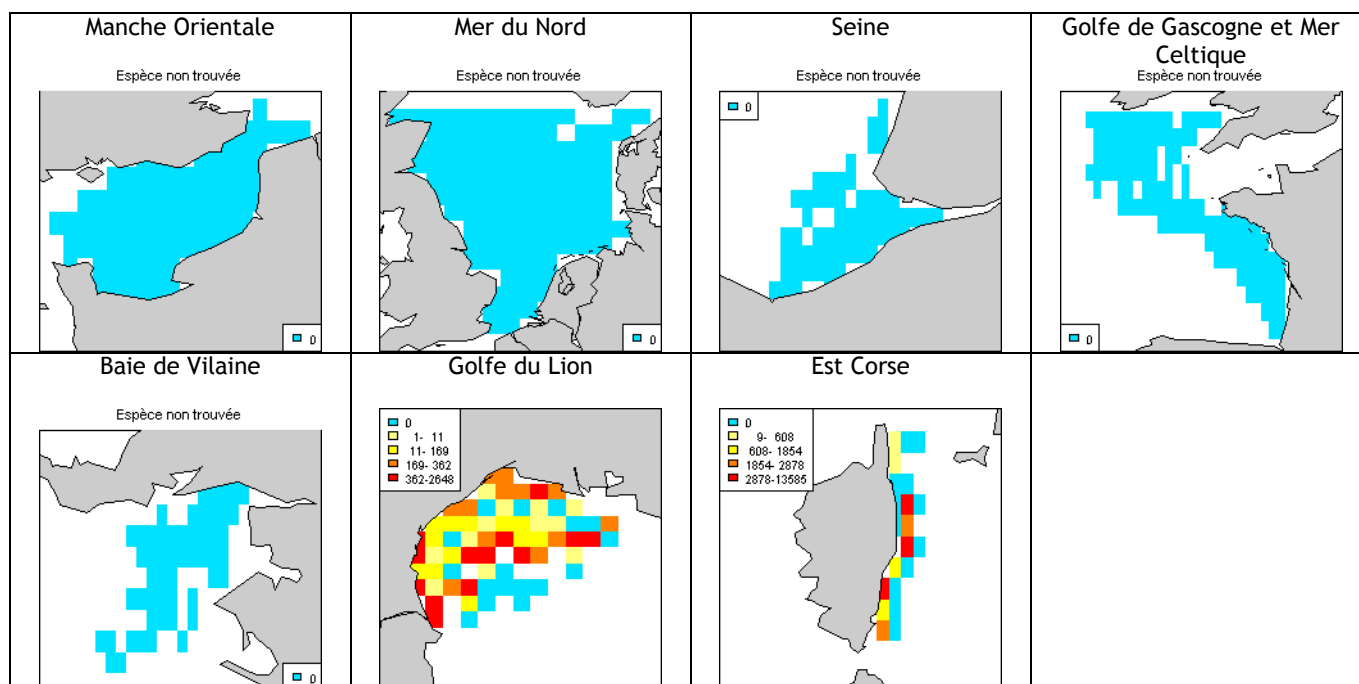 Manche Orientale
Espèce non trouvée
0
Mer du Nord
Espèce non trouvée
0
Seine
Espèce non trouvée
0
Golfe de Gascogne et Mer
Celtique
Espèce non trouvée
0
Baie de Vilaine
Espèce non trouvée
0
Golfe du Lion
0
1- 11
11- 169
169- 362
362-2648
Est Corse
0
9- 608
608- 1854
1854- 2878
2878-13585